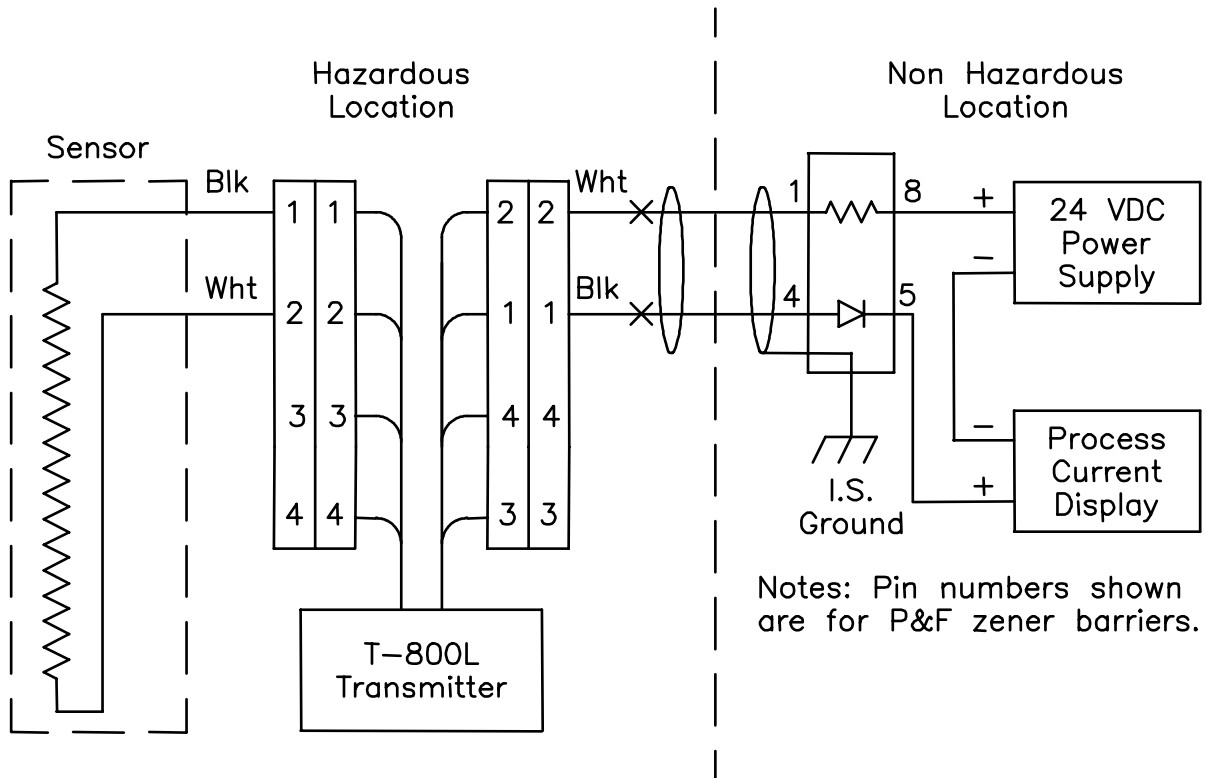 Hazardous
Location
Non Hazardous
Location
Sensor
Blk
Wht
1 1
2 2
3 3
4 4
2 2
1 1
4 4
3 3
Wht
Blk
1
8
4
5
+
24 VDC
Power
Supply
−
−
Process
Current
Display
+
I.S.
Ground
T−800L
Transmitter
Notes: Pin numbers shown
are for P&F zener barriers.